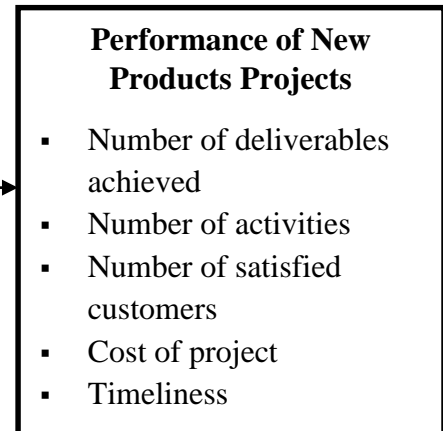 Performance of New
Products Projects
▪ Number of deliverables
achieved
▪ Number of activities
▪ Number of satisfied
customers
▪ Cost of project
▪ Timeliness